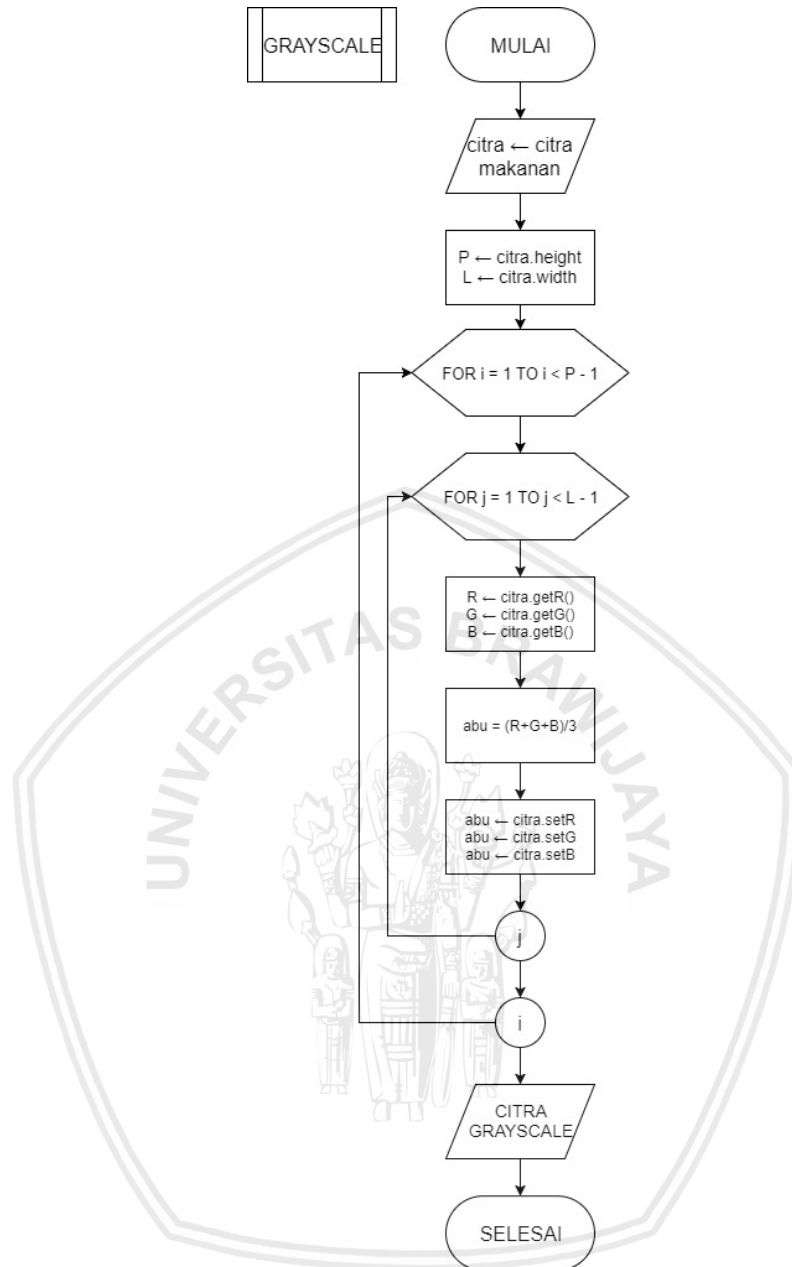 GRAYSCALE
MULAI
citra ← citra
makanan
P ← citra.height
L ← citra.width
FOR i = 1 TO i < P - 1
FOR j = 1 TO j < L - 1
R ← citra.getR()
G ← citra.getG()
B ← citra.getB()
abu = (R+G+B)/3
abu ← citra.setR
abu ← citra.setG
abu ← citra.setB
j
i
CITRA
GRAYSCALE
SELESAI
UNIVERSITAS BRAWIJAYA